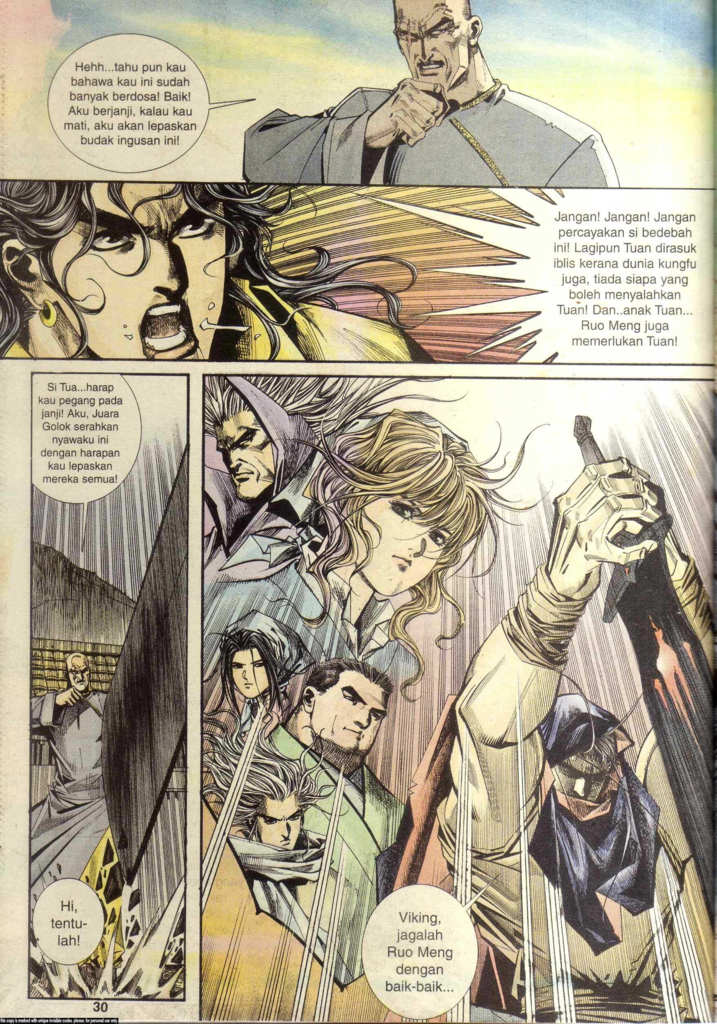 Hehh...tahu pun kau
bahawa kau ini sudah
banyak berdosa! Baik!
Aku berjanji, kalau kau
mati, aku akan lepaskan
budak ingusan ini!
Jangan! Jangan! Jangan
percayakan si bedebah
ini! Lagipun Tuan dirasuk
iblis kerana dunia kungfu
juga, tiada siapa yang
boleh menyalahkan
Tuan! Dan..anak Tuan...
Ruo Meng juga
memerlukan Tuan!
Si Tua...harap
kau pegang pada
janji! Aku, Juara
Golok serahkan
nyawaku ini
dengan harapan
kau lepaskan
mereka semua!
Hi,
tentu-
lah!
Viking,
jagalah
Ruo Meng
dengan
baik-baik...
30